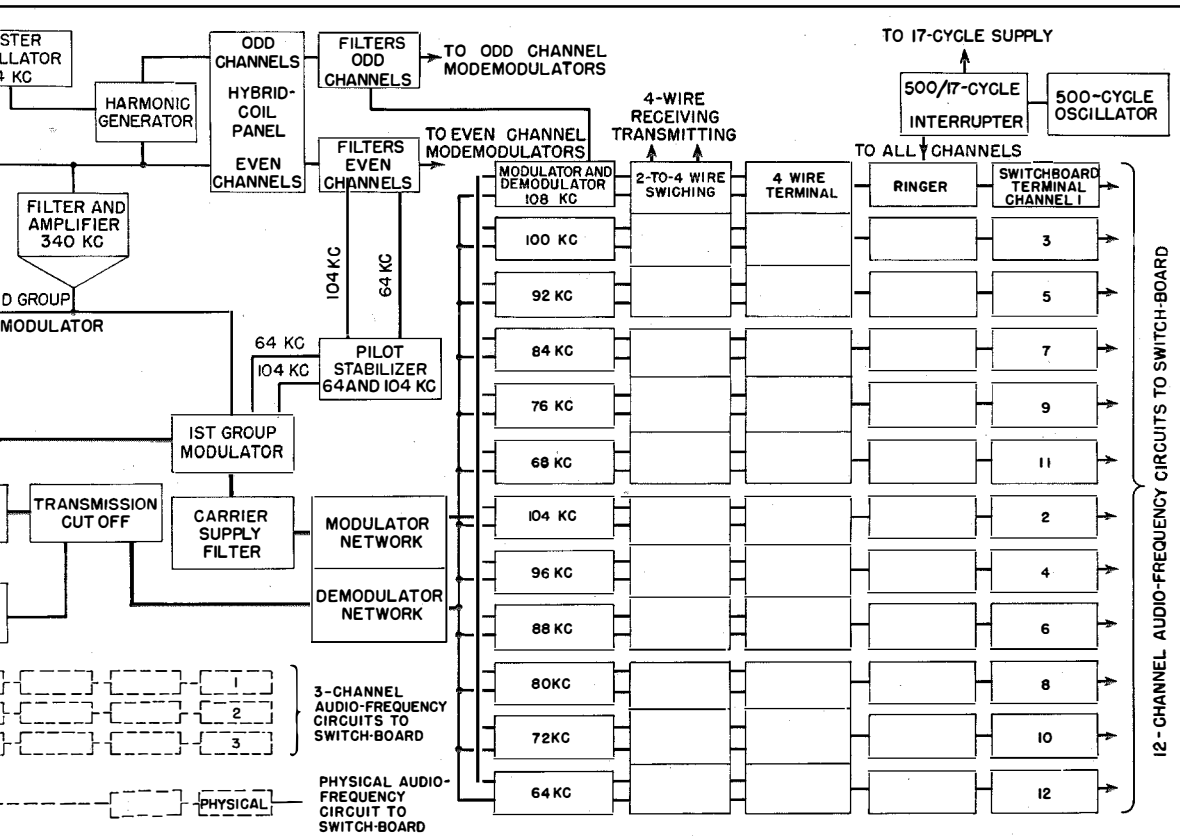 STER
LLATOR
4 KC
HARMONIC
GENERATOR
ODD
CHANNELS
HYBRID-
COIL
PANEL
EVEN
CHANNELS
FILTERS
ODD
CHANNELS
TO ODD CHANNEL
MODEMODULATORS
FILTERS
EVEN
CHANNELS
TO EVEN CHANNEL
MODEMODULATORS
4-WIRE
RECEIVING
TRANSMITTING
TO 17-CYCLE SUPPLY
500/17-CYCLE
INTERRUPTER
500-CYCLE
OSCILLATOR
TO ALL CHANNELS
FILTER AND
AMPLIFIER
340 KC
D GROUP
MODULATOR
104 KC
64 KC
64 KC
104 KC
PILOT
STABILIZER
64 AND 104 KC
1ST GROUP
MODULATOR
TRANSMISSION
CUT OFF
CARRIER
SUPPLY
FILTER
MODULATOR
NETWORK
DEMODULATOR
NETWORK
MODULATOR AND
DEMODULATOR
108 KC
2-TO-4 WIRE
SWICHING
4 WIRE
TERMINAL
RINGER
SWITCHBOARD
TERMINAL
CHANNEL 1
100 KC
3
92 KC
5
84 KC
7
76 KC
9
68 KC
11
104 KC
2
96 KC
4
88 KC
6
80KC
8
72KC
10
64KC
12
12-CHANNEL AUDIO-FREQUENCY CIRCUITS TO SWITCH-BOARD
1
2
3
3-CHANNEL
AUDIO-FREQUENCY
CIRCUITS TO
SWITCH-BOARD
PHYSICAL
PHYSICAL AUDIO-
FREQUENCY
CIRCUIT TO
SWITCH-BOARD